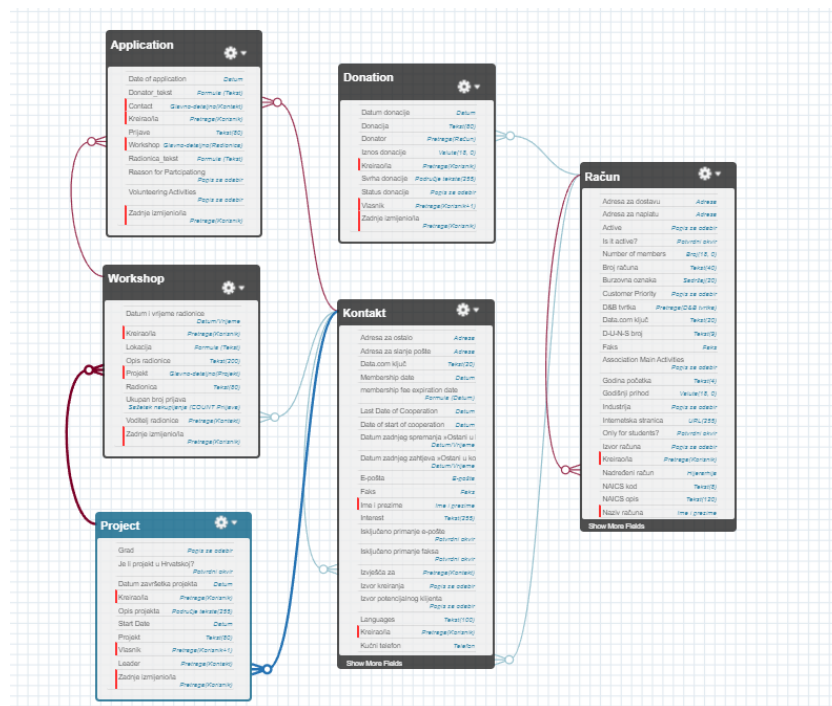 Application
Date of application Datum
Donator_tekst Formula (Tekst)
Contact Glavno-detaljno(Kontakt)
Kreirao/la Pretraga(Korisnik)
Prijave Tekst(80)
Workshop Glavno-detaljno(Radionica)
Radionica_tekst Formula (Tekst)
Reason for Participationg
Popis za odabir
Volunteering Activities
Popis za odabir
Zadnje izmijenio/la
Pretraga(Korisnik)
Donation
Datum donacije Datum
Donacija Tekst(80)
Donator Pretraga(Račun)
Iznos donacije Valuta(18, 0)
Kreirao/la Pretraga(Korisnik)
Svrha donacije Područje teksta(255)
Status donacije Popis za odabir
Vlasnik Pretraga(Korisnik+1)
Zadnje izmijenio/la
Pretraga(Korisnik)
Račun
Adresa za dostavu Adresa
Adresa za naplatu Adresa
Active Popis za odabir
Is it active? Potvrdni okvir
Number of members Broj(18, 0)
Broj računa Tekst(40)
Burzovna oznaka Sadržaj(20)
Customer Priority Popis za odabir
D&B tvrtka Pretraga(D&B tvrtka)
Data.com ključ Tekst(20)
D-U-N-S broj Tekst(9)
Faks Faks
Association Main Activities
Popis za odabir
Godina početka Tekst(4)
Godišnji prihod Valuta(18, 0)
Industrija Popis za odabir
Internetska stranica URL(255)
Only for students? Potvrdni okvir
Izvor računa Popis za odabir
Kreirao/la Pretraga(Korisnik)
Nadređeni račun Hijerarhija
NAICS kod Tekst(8)
NAICS opis Tekst(120)
Naziv računa Ime i prezime
Show More Fields
Workshop
Datum i vrijeme radionice
Datum/Vrijeme
Kreirao/la Pretraga(Korisnik)
Lokacija Formula (Tekst)
Opis radionice Tekst(200)
Projekt Glavno-detaljno(Projekt)
Radionica Tekst(80)
Ukupan broj prijava
Sažetak nakupljanja (COUNT Prijave)
Voditelj radionice Pretraga(Kontakt)
Zadnje izmijenio/la
Pretraga(Korisnik)
Kontakt
Adresa za ostalo Adresa
Adresa za slanje pošte Adresa
Data.com ključ Tekst(20)
Membership date Datum
membership fee expiration date
Formula (Datum)
Last Date of Cooperation Datum
Date of start of cooperation Datum
Datum zadnjeg spremanja »Ostani u
Datum/Vrijeme
Datum zadnjeg zahtjeva »Ostani u ko
Datum/Vrijeme
E-pošta E-pošta
Faks Faks
Ime i prezime Ime i prezime
Interest Tekst(255)
Isključeno primanje e-pošte
Potvrdni okvir
Isključeno primanje faksa
Potvrdni okvir
Izvješća za Pretraga(Kontakt)
Izvor kreiranja Popis za odabir
Izvor potencijalnog klijenta
Popis za odabir
Languages Tekst(100)
Kreirao/la Pretraga(Korisnik)
Kućni telefon Telefon
Show More Fields
Project
Grad Popis za odabir
Je li projekt u Hrvatskoj?
Potvrdni okvir
Datum završetka projekta Datum
Kreirao/la Pretraga(Korisnik)
Opis projekta Područje teksta(255)
Start Date Datum
Projekt Tekst(80)
Vlasnik Pretraga(Korisnik+1)
Leader Pretraga(Kontakt)
Zadnje izmijenio/la
Pretraga(Korisnik)